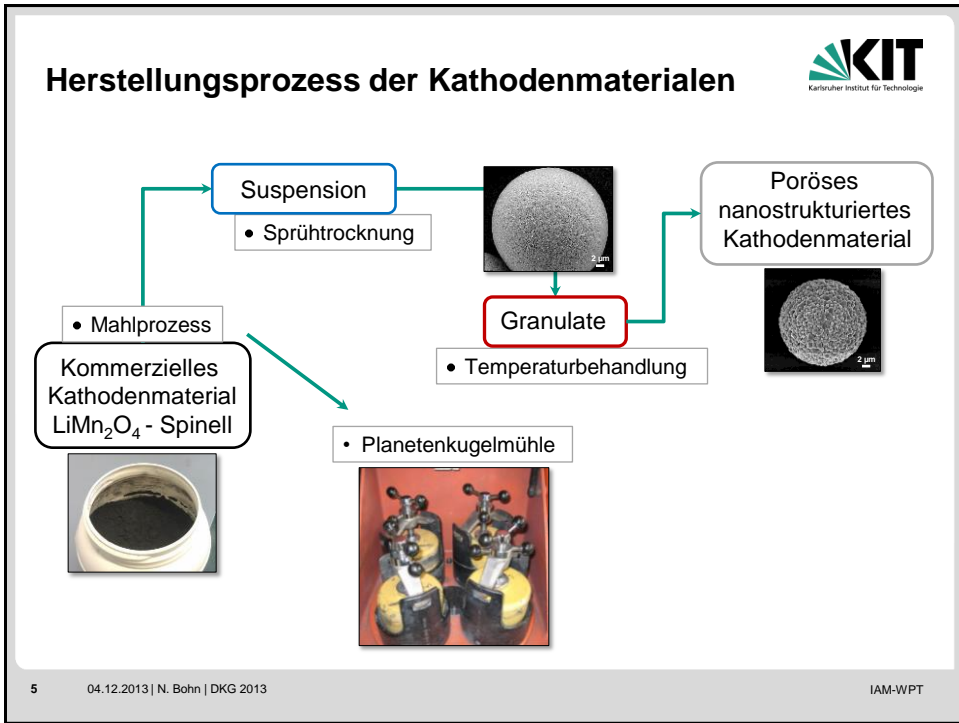 Herstellungsprozess der Kathodenmaterialen
KIT
Karlsruher Institut für Technologie
Suspension
• Sprühtrocknung
2 µm
Poröses
nanostrukturiertes
Kathodenmaterial
2 µm
Granulate
• Temperaturbehandlung
• Mahlprozess
Kommerzielles
Kathodenmaterial
LiMn₂O₄ - Spinell
• Planetenkugelmühle
5 04.12.2013 | N. Bohn | DKG 2013 IAM-WPT